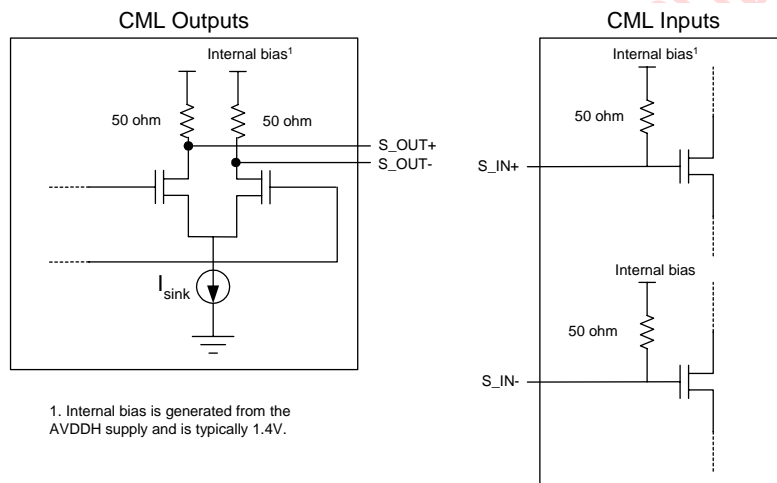 CML Outputs
Internal bias1
50 ohm
50 ohm
S_OUT+
S_OUT-
Isink
1. Internal bias is generated from the
AVDDH supply and is typically 1.4V.
CML Inputs
Internal bias1
50 ohm
S_IN+
Internal bias
50 ohm
S_IN-